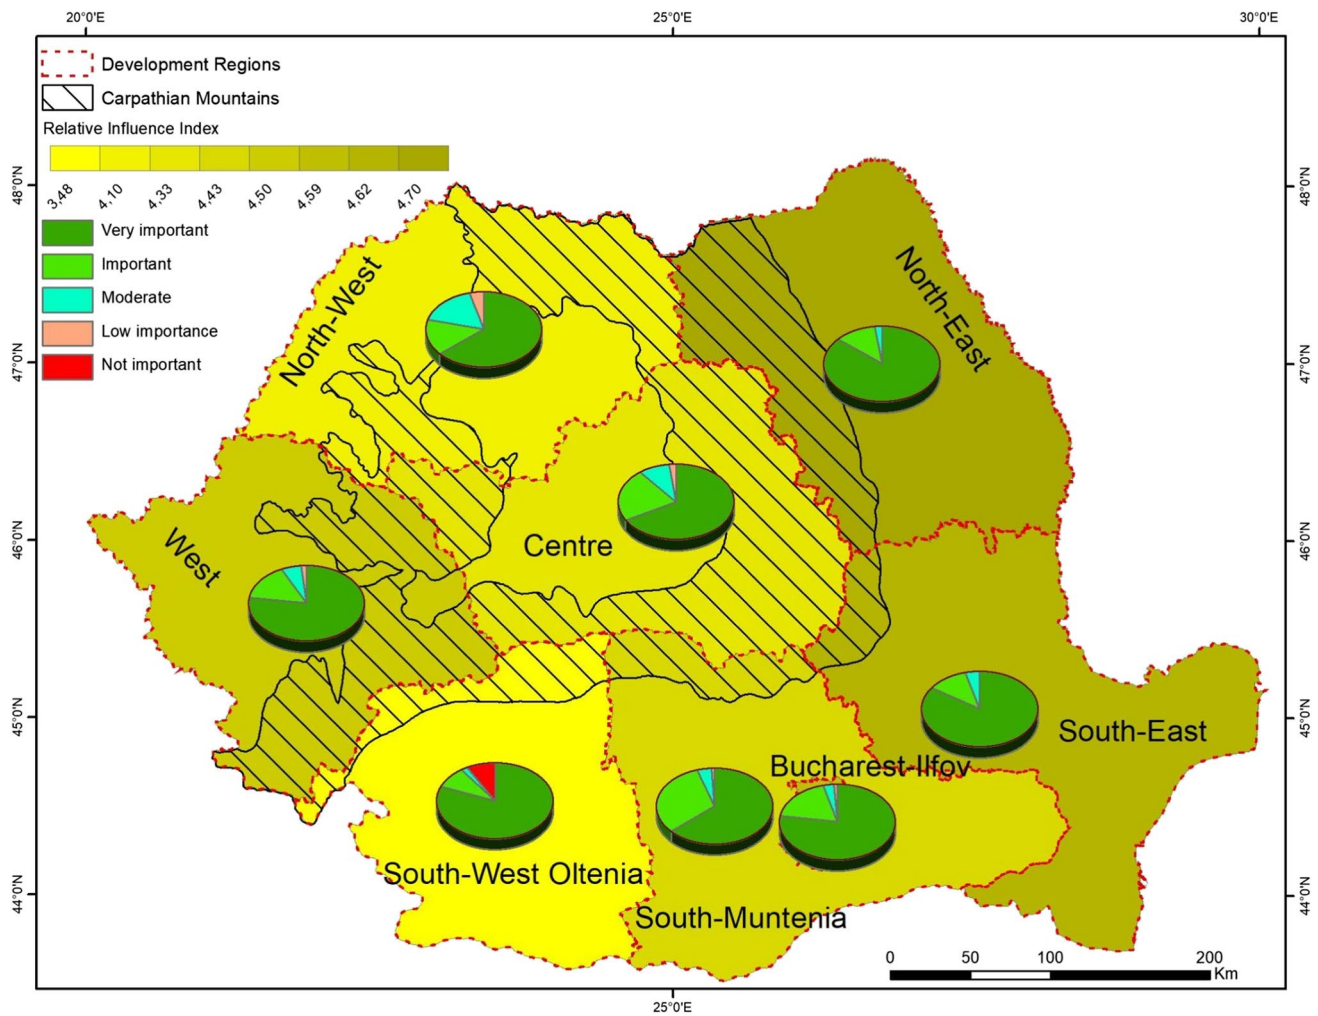 20°0'E 25°0'E 30°0'E
Development Regions
Carpathian Mountains
Relative Influence Index
3,48 4,10 4,33 4,43 4,50 4,59 4,62 4,70
Very important
Important
Moderate
Low importance
Not important
48°0'N
47°0'N
46°0'N
45°0'N
44°0'N
48°0'N
47°0'N
46°0'N
45°0'N
44°0'N
North-West
North-East
West
Centre
South-East
Bucharest-Ilfov
South-West Oltenia
South-Muntenia
0 50 100 200
Km
25°0'E